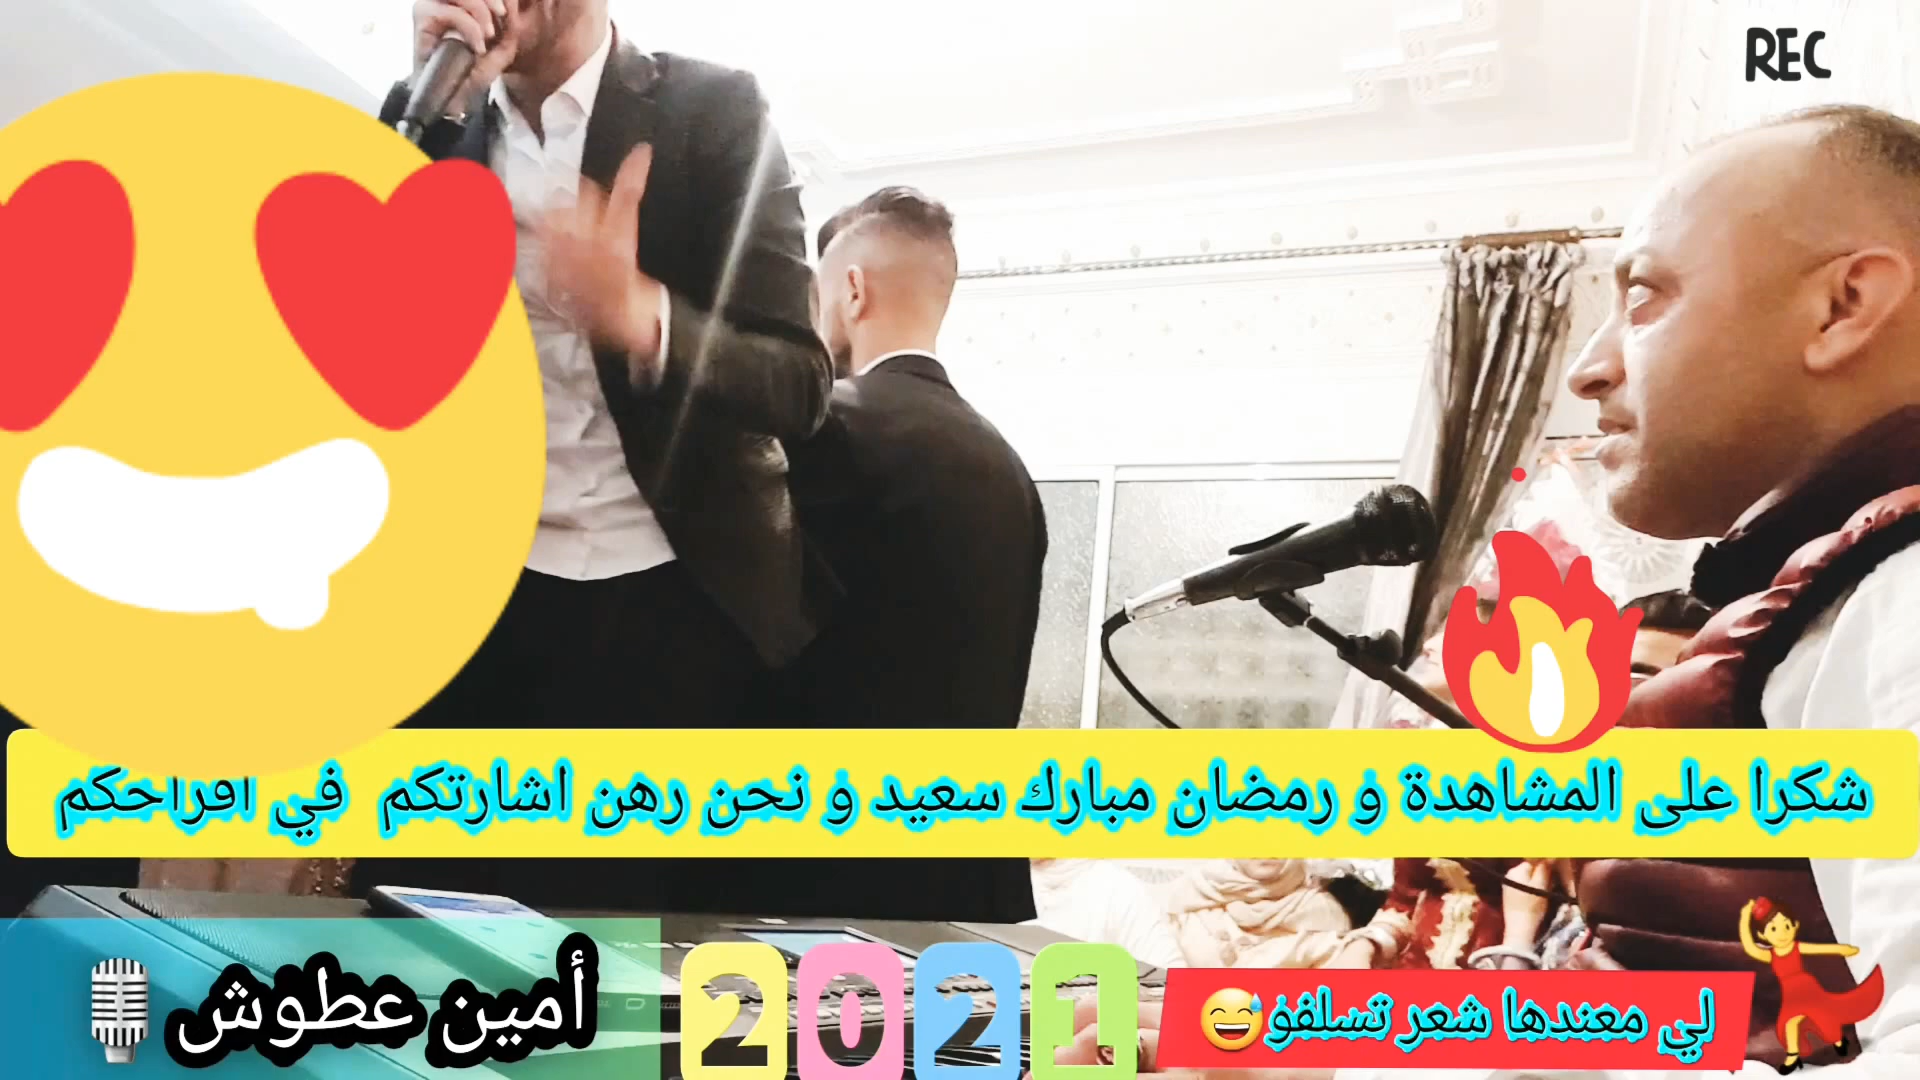 REC
شكرا على المشاهدة و رمضان مبارك سعيد و نحن رهن اشارتكم في افراحكم
أمين عطوش
2021
لي معندها شعر تسلفو